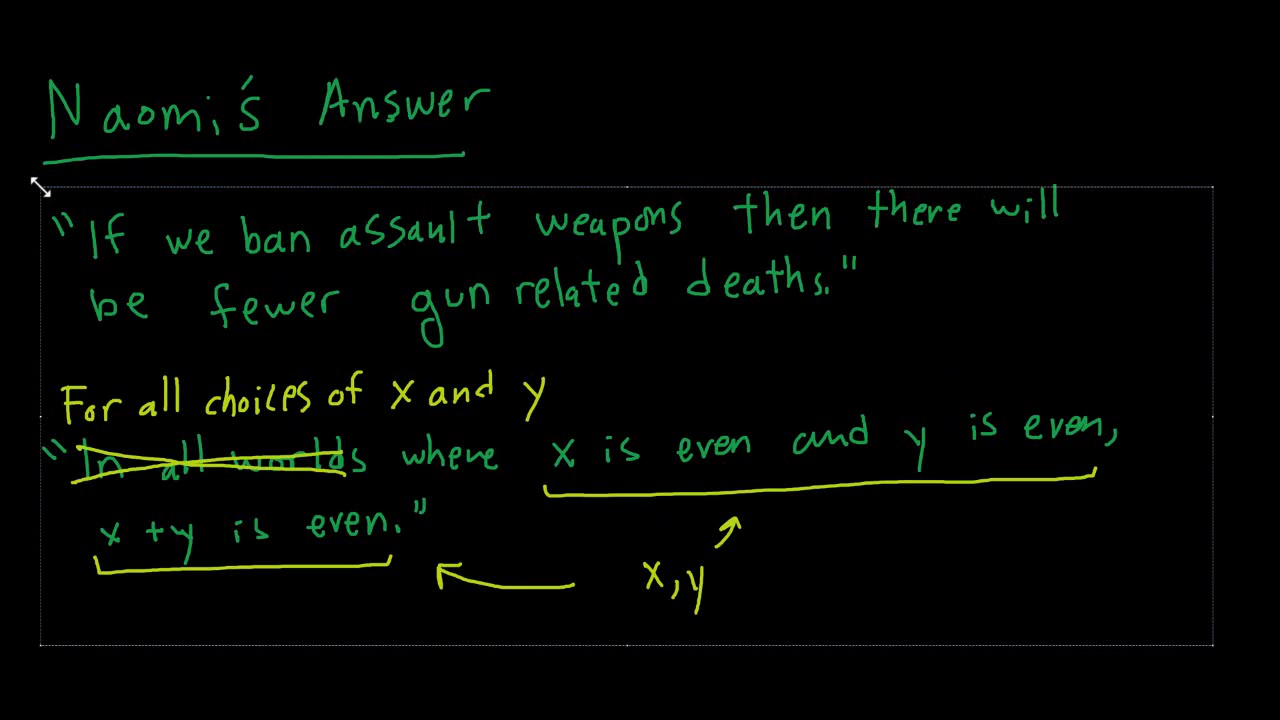 Naomi's Answer
"If we ban assault weapons then there will
be fewer gun related deaths."
For all choices of x and y
"In all worlds where x is even and y is even,
x + y is even."
x, y